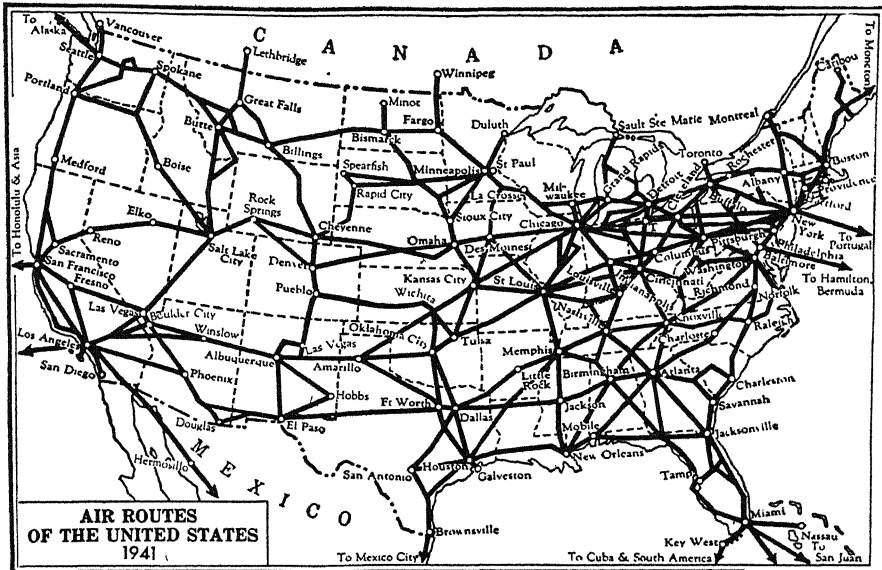 To
Alaska
Vancouver
Seattle
Spokane
Portland
CANADA
Lethbridge
Great Falls
Butte
Billings
Minot
Bismarck
Winnipeg
Fargo
Duluth
Sault Ste Marie
Montreal
Caribou
To Moncton
Medford
Boise
Spearfish
Rapid City
Minneapolis
St Paul
La Crosse
Mil-
waukee
Grand Rapids
Detroit
Toronto
Cleveland
Rochester
Buffalo
Albany
Boston
Providence
New
York
To
Portugal
To Honolulu & Asia
Elko
Reno
Rock
Springs
Salt Lake
City
Cheyenne
Sioux City
Omaha
Des Moines
Chicago
Sacramento
San Francisco
Fresno
Denver
Pueblo
Kansas City
Wichita
St Louis
Louisville
Indianapolis
Cincinnati
Columbus
Pittsburgh
Philadelphia
Washington
Baltimore
To Hamilton,
Bermuda
Richmond
Norfolk
Las Vegas
Boulder City
Winslow
Los Angeles
San Diego
Phoenix
Albuquerque
Las Vegas
Amarillo
Oklahoma City
Tulsa
Nashville
Knoxville
Raleigh
Charlotte
Memphis
Little
Rock
Birmingham
Atlanta
Charleston
Savannah
Douglas
El Paso
Hobbs
Ft Worth
Dallas
Jackson
Mobile
Jacksonville
New Orleans
Hermosillo
MEXICO
San Antonio
Houston
Galveston
Brownsville
To Mexico City
Tampa
Miami
Key West
Nassau
To
San Juan
To Cuba & South America
AIR ROUTES
OF THE UNITED STATES
1941